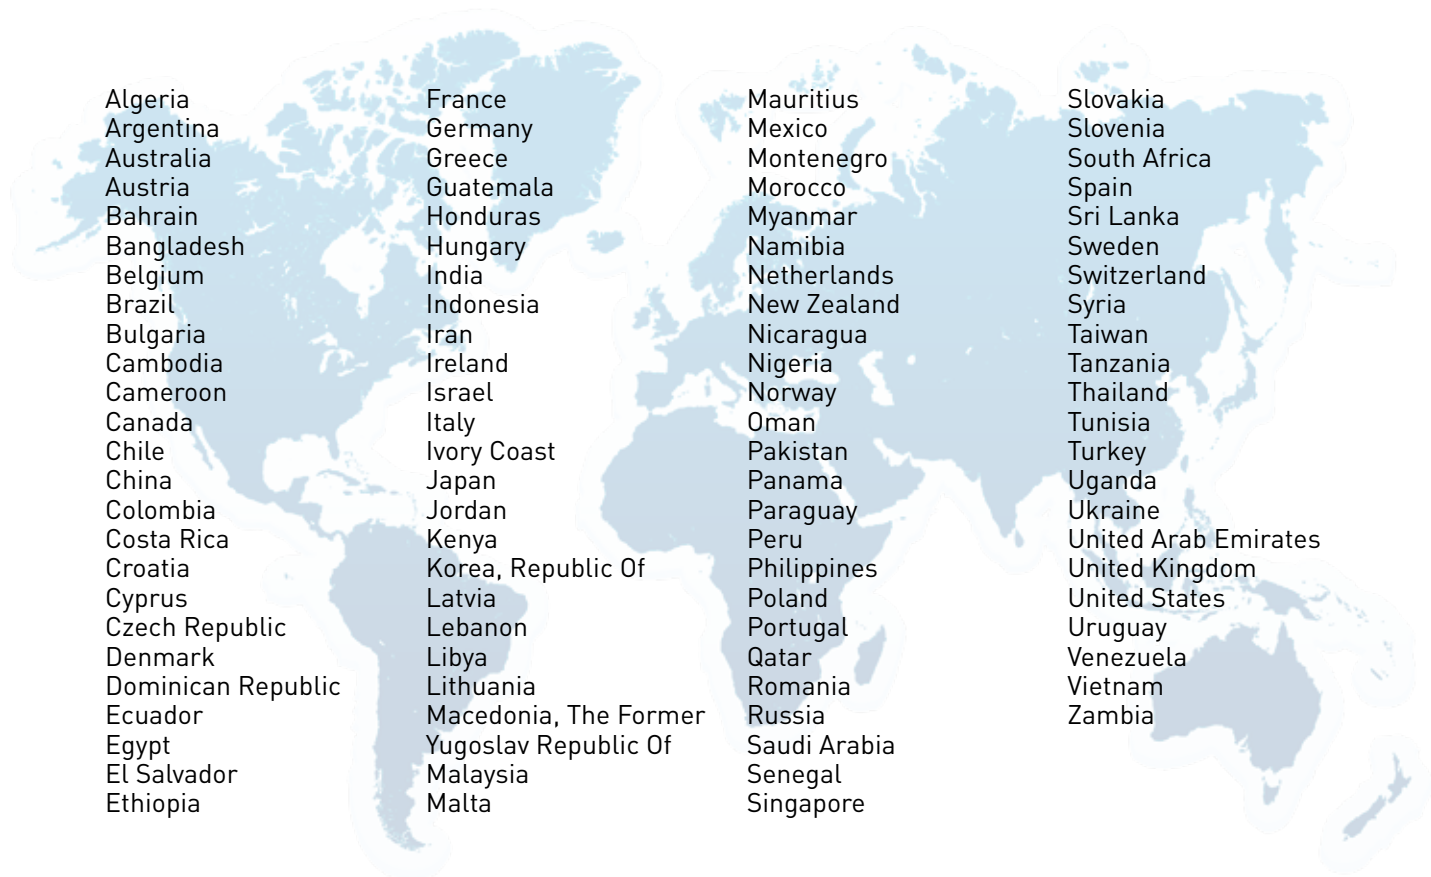 Algeria
Argentina
Australia
Austria
Bahrain
Bangladesh
Belgium
Brazil
Bulgaria
Cambodia
Cameroon
Canada
Chile
China
Colombia
Costa Rica
Croatia
Cyprus
Czech Republic
Denmark
Dominican Republic
Ecuador
Egypt
El Salvador
Ethiopia
France
Germany
Greece
Guatemala
Honduras
Hungary
India
Indonesia
Iran
Ireland
Israel
Italy
Ivory Coast
Japan
Jordan
Kenya
Korea, Republic Of
Latvia
Lebanon
Libya
Lithuania
Macedonia, The Former
Yugoslav Republic Of
Malaysia
Malta
Mauritius
Mexico
Montenegro
Morocco
Myanmar
Namibia
Netherlands
New Zealand
Nicaragua
Nigeria
Norway
Oman
Pakistan
Panama
Paraguay
Peru
Philippines
Poland
Portugal
Qatar
Romania
Russia
Saudi Arabia
Senegal
Singapore
Slovakia
Slovenia
South Africa
Spain
Sri Lanka
Sweden
Switzerland
Syria
Taiwan
Tanzania
Thailand
Tunisia
Turkey
Uganda
Ukraine
United Arab Emirates
United Kingdom
United States
Uruguay
Venezuela
Vietnam
Zambia